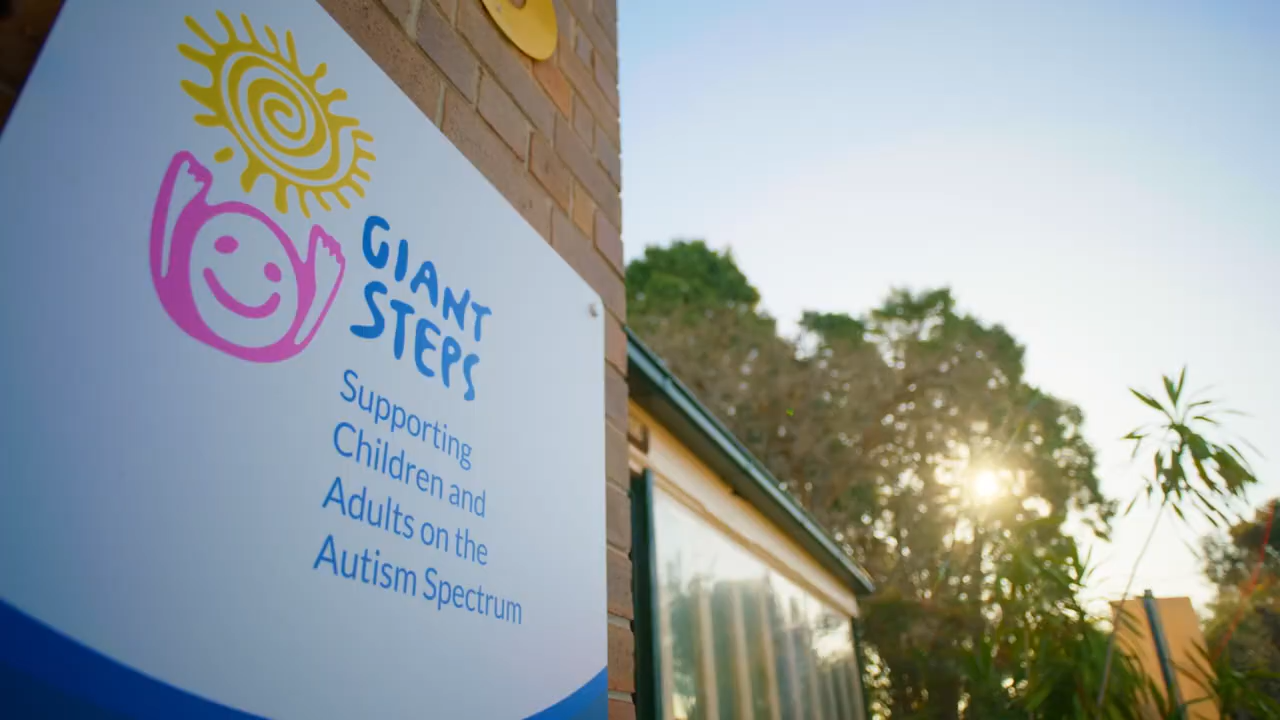 GIANT
STEPS
Supporting
Children and
Adults on the
Autism Spectrum